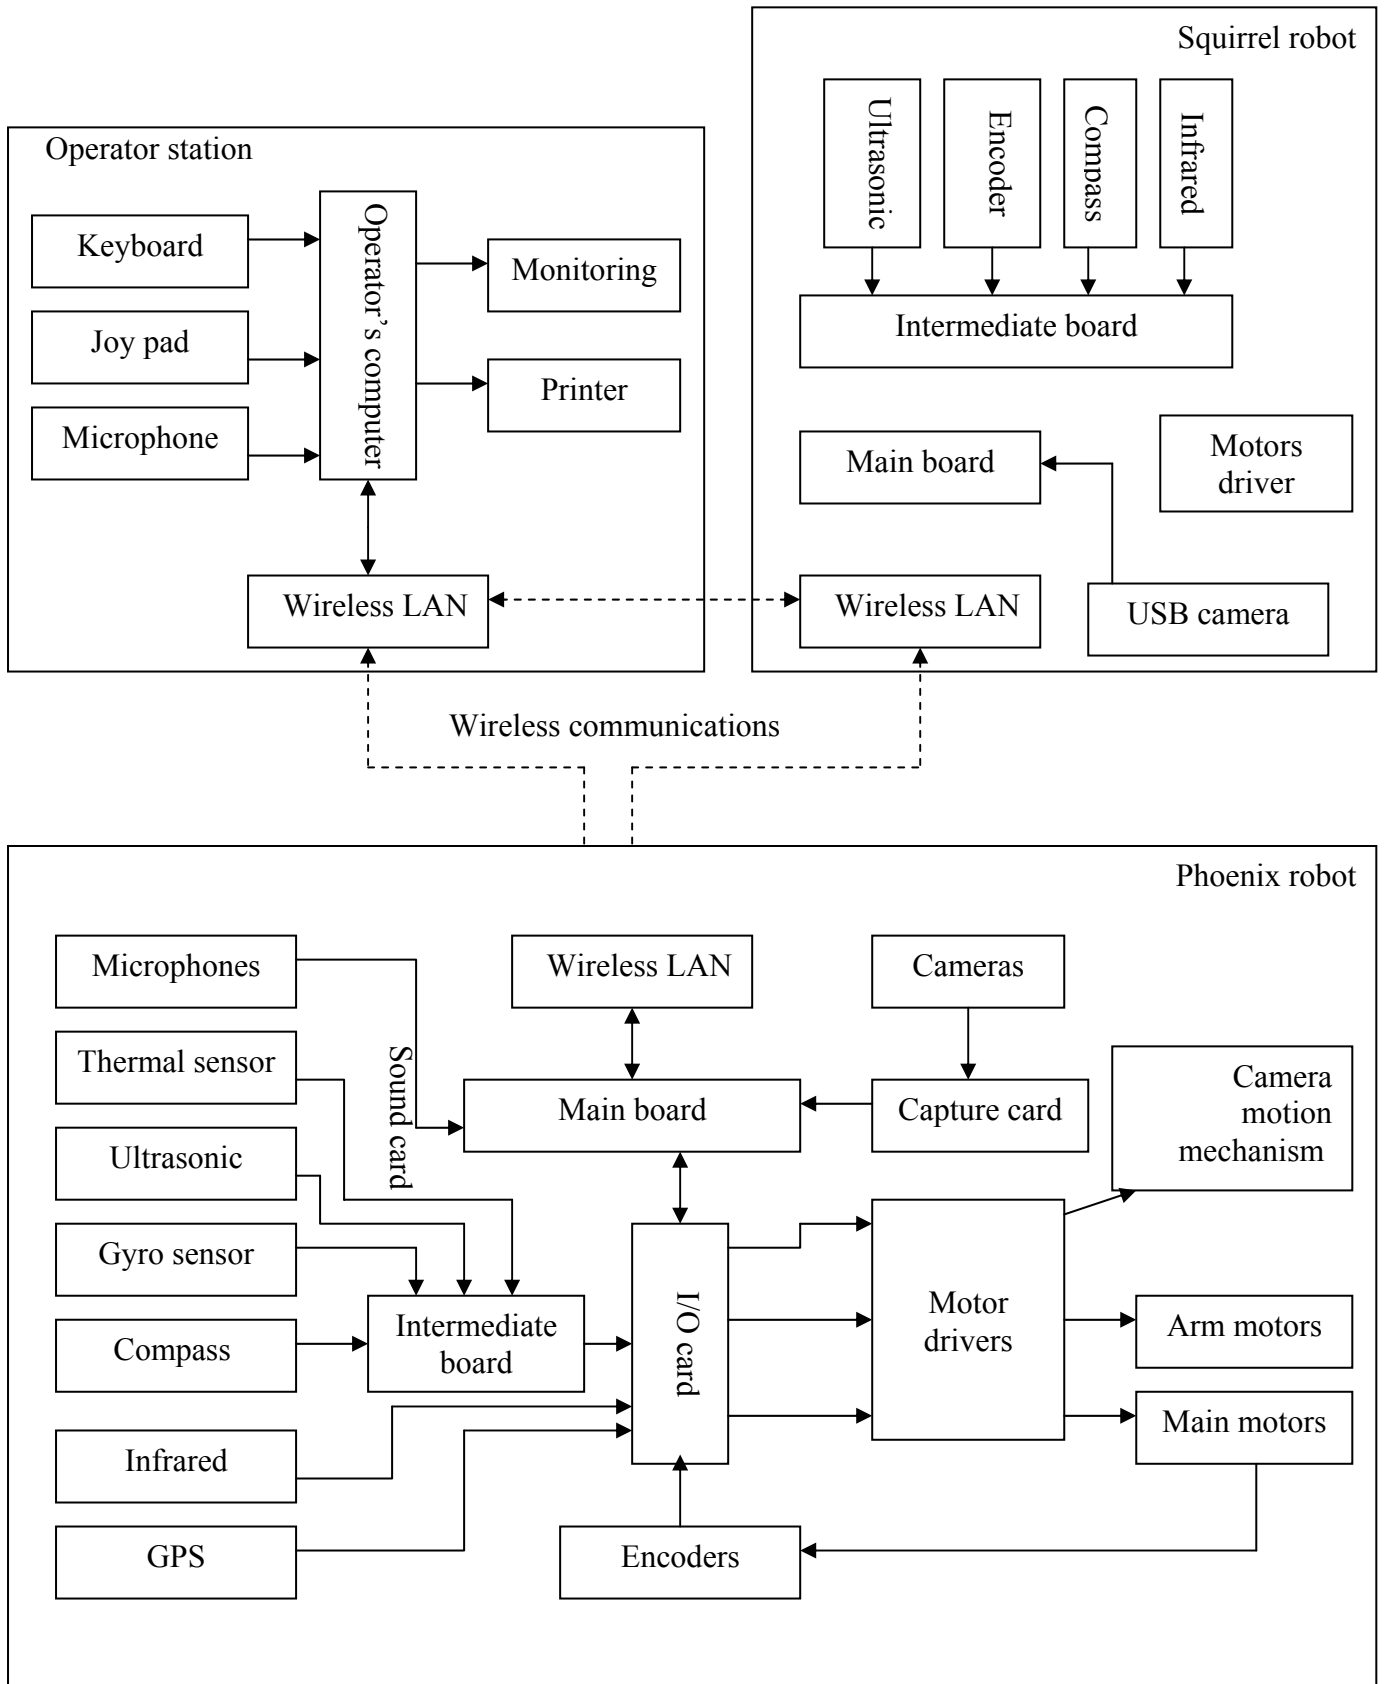 Squirrel robot
Ultrasonic
Encoder
Compass
Infrared
Intermediate board
Main board
Motors
driver
Wireless LAN
USB camera
Operator station
Keyboard
Joy pad
Microphone
Operator's computer
Monitoring
Printer
Wireless LAN
Wireless communications
Phoenix robot
Microphones
Thermal sensor
Ultrasonic
Gyro sensor
Compass
Infrared
GPS
Sound card
Wireless LAN
Main board
Cameras
Capture card
Camera
motion
mechanism
Intermediate
board
I/O card
Motor
drivers
Arm motors
Main motors
Encoders